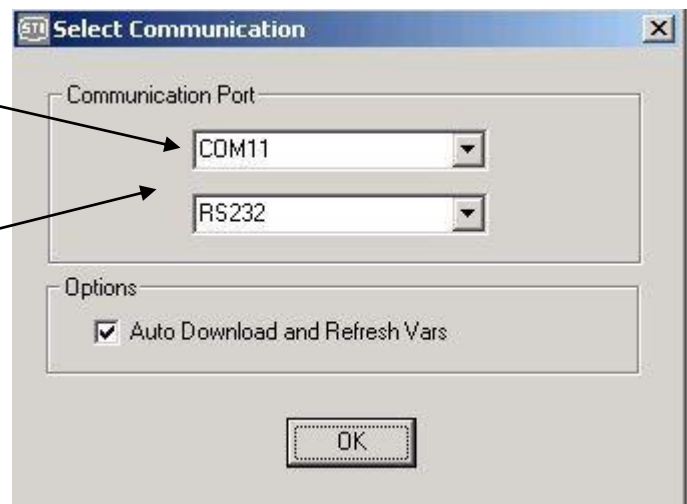 STI Select Communication
Communication Port
COM11
RS232
Options
Auto Download and Refresh Vars
OK